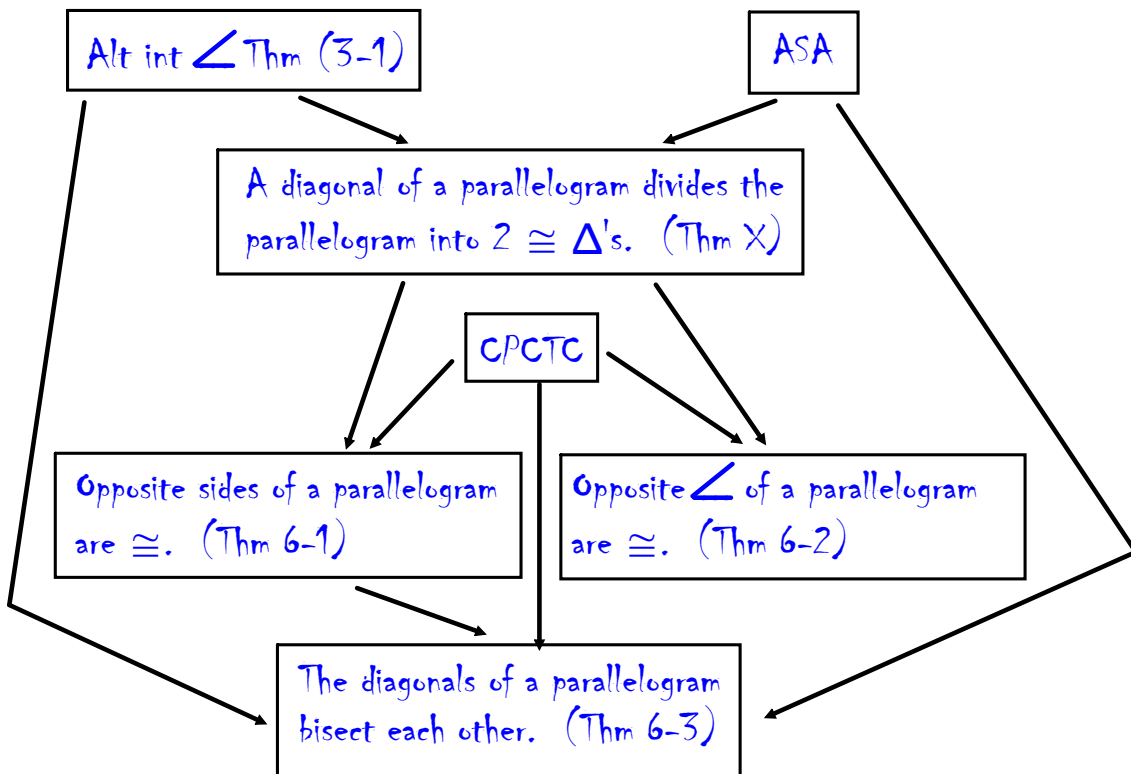 Alt int ∠ Thm (3-1)
ASA
A diagonal of a parallelogram divides the
parallelogram into 2 ≅ Δ's. (Thm X)
CPCTC
Opposite sides of a parallelogram
are ≅. (Thm 6-1)
Opposite ∠ of a parallelogram
are ≅. (Thm 6-2)
The diagonals of a parallelogram
bisect each other. (Thm 6-3)